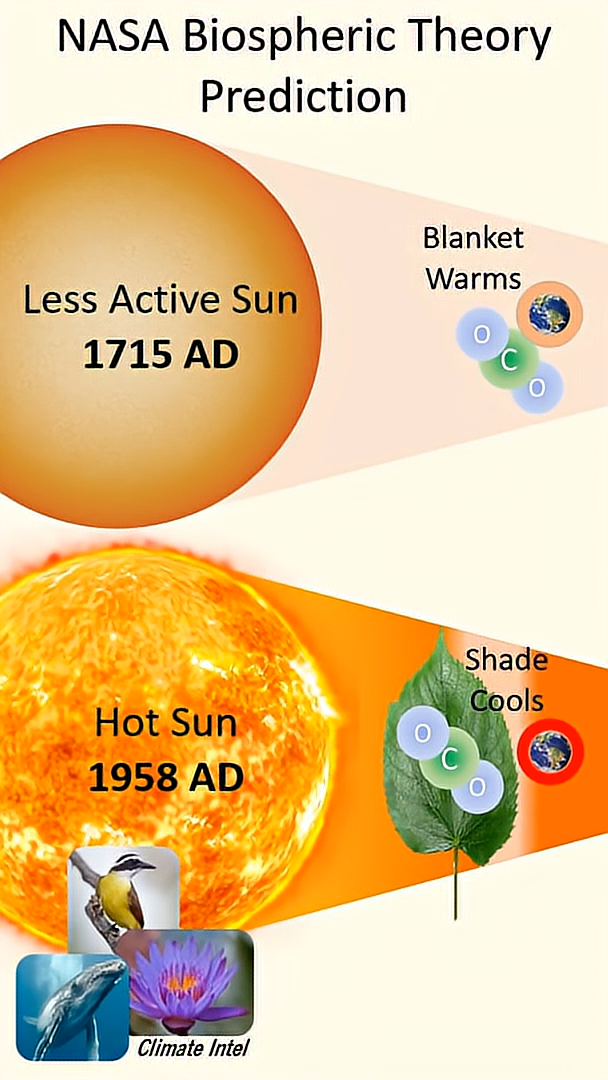 NASA Biospheric Theory
Prediction
Blanket
Warms
Less Active Sun
1715 AD
O
C
O
Shade
Cools
Hot Sun
1958 AD
O
C
O
Climate Intel